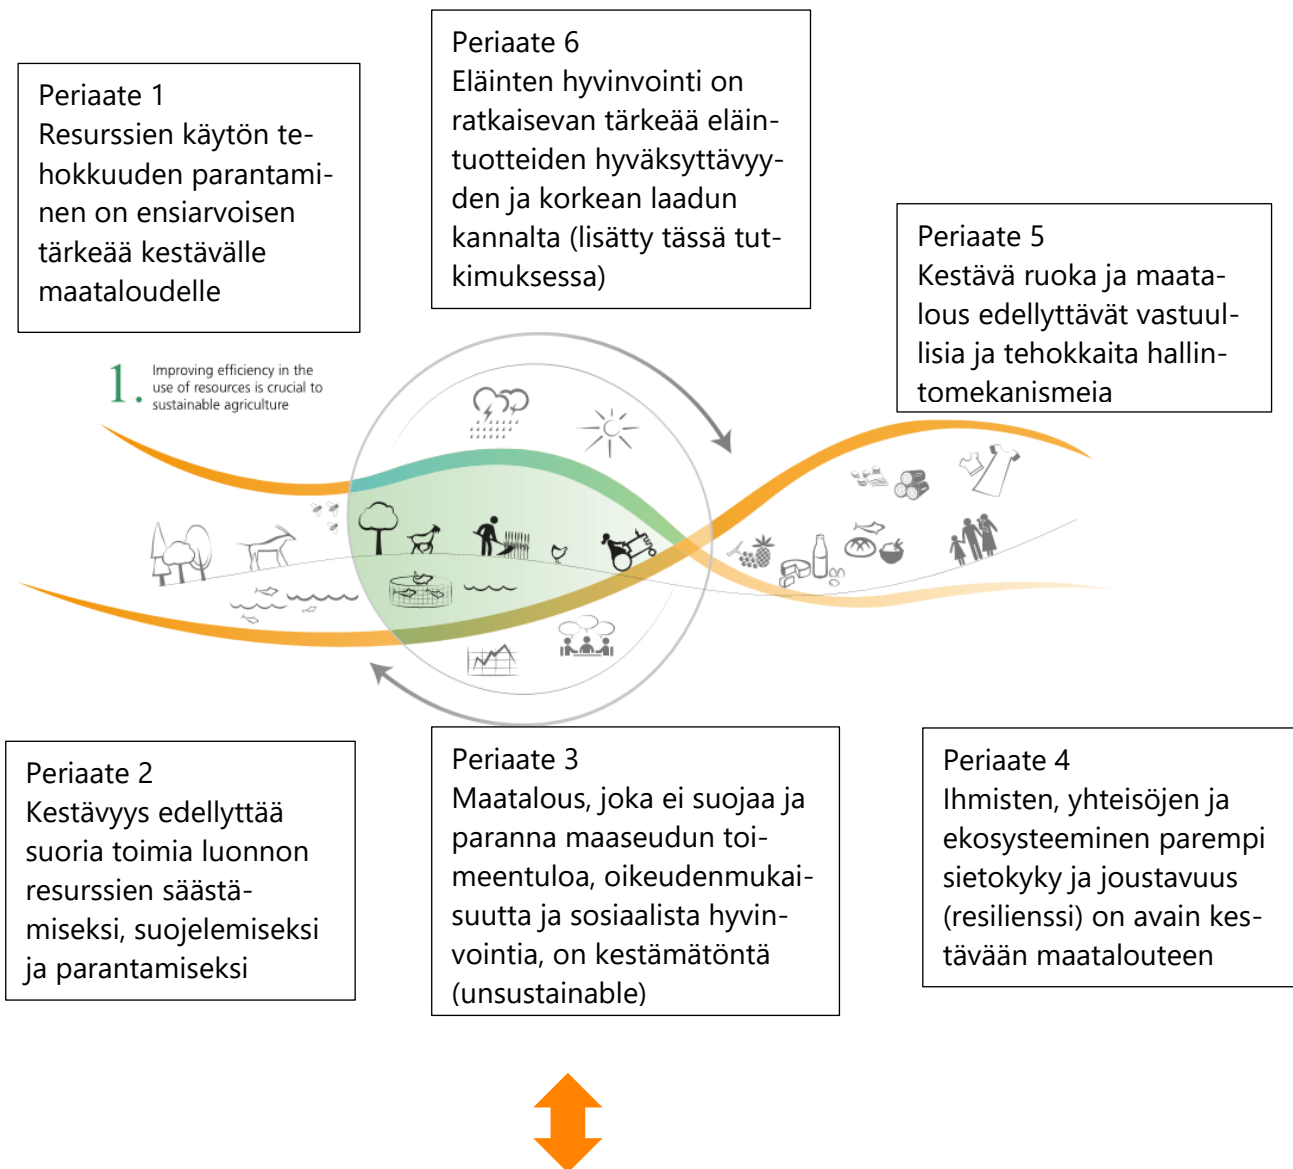 Periaate 1
Resurssien käytön te-
hokkuuden parantami-
nen on ensiarvoisen
tärkeää kestävälle
maataloudelle
Periaate 6
Eläinten hyvinvointi on
ratkaisevan tärkeää eläin-
tuotteiden hyväksyttävyy-
den ja korkean laadun
kannalta (lisätty tässä tut-
kimuksessa)
Periaate 5
Kestävä ruoka ja maata-
lous edellyttävät vastuul-
lisia ja tehokkaita hallin-
tomekanismeia
1. Improving efficiency in the
use of resources is crucial to
sustainable agriculture
Periaate 2
Kestävyys edellyttää
suoria toimia luonnon
resurssien säästä-
miseksi, suojelemiseksi
ja parantamiseksi
Periaate 3
Maatalous, joka ei suojaa ja
paranna maaseudun toi-
meentuloa, oikeudenmukai-
suutta ja sosiaalista hyvin-
vointia, on kestämätöntä
(unsustainable)
Periaate 4
Ihmisten, yhteisöjen ja
ekosysteeminen parempi
sietokyky ja joustavuus
(resilienssi) on avain kes-
tävään maatalouteen